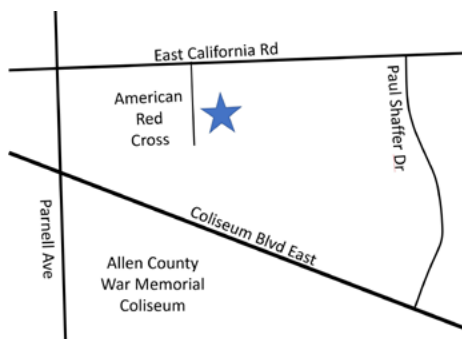 East California Rd
American
Red
Cross
Paul Shaffer Dr
Parnell Ave
Coliseum Blvd East
Allen County
War Memorial
Coliseum